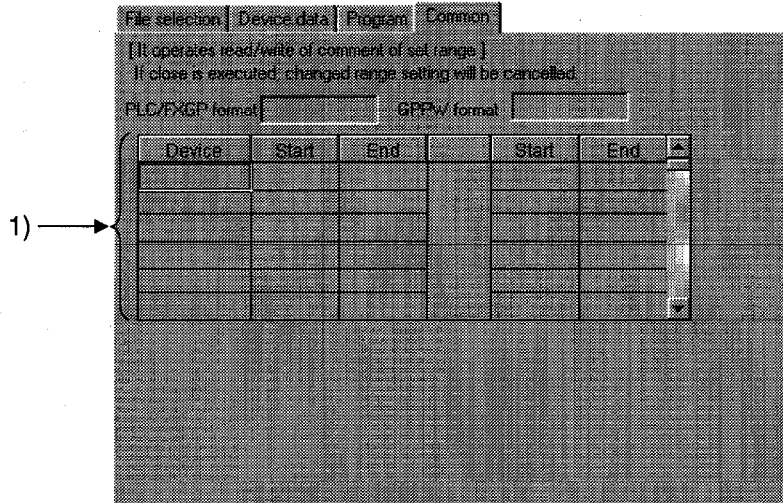 File selection Device data Program Common
[ It operates read/write of comment of set range ]
If close is executed, changed range setting will be cancelled.
PLC/FXGP format GPPW format
Device Start End Start End
1)